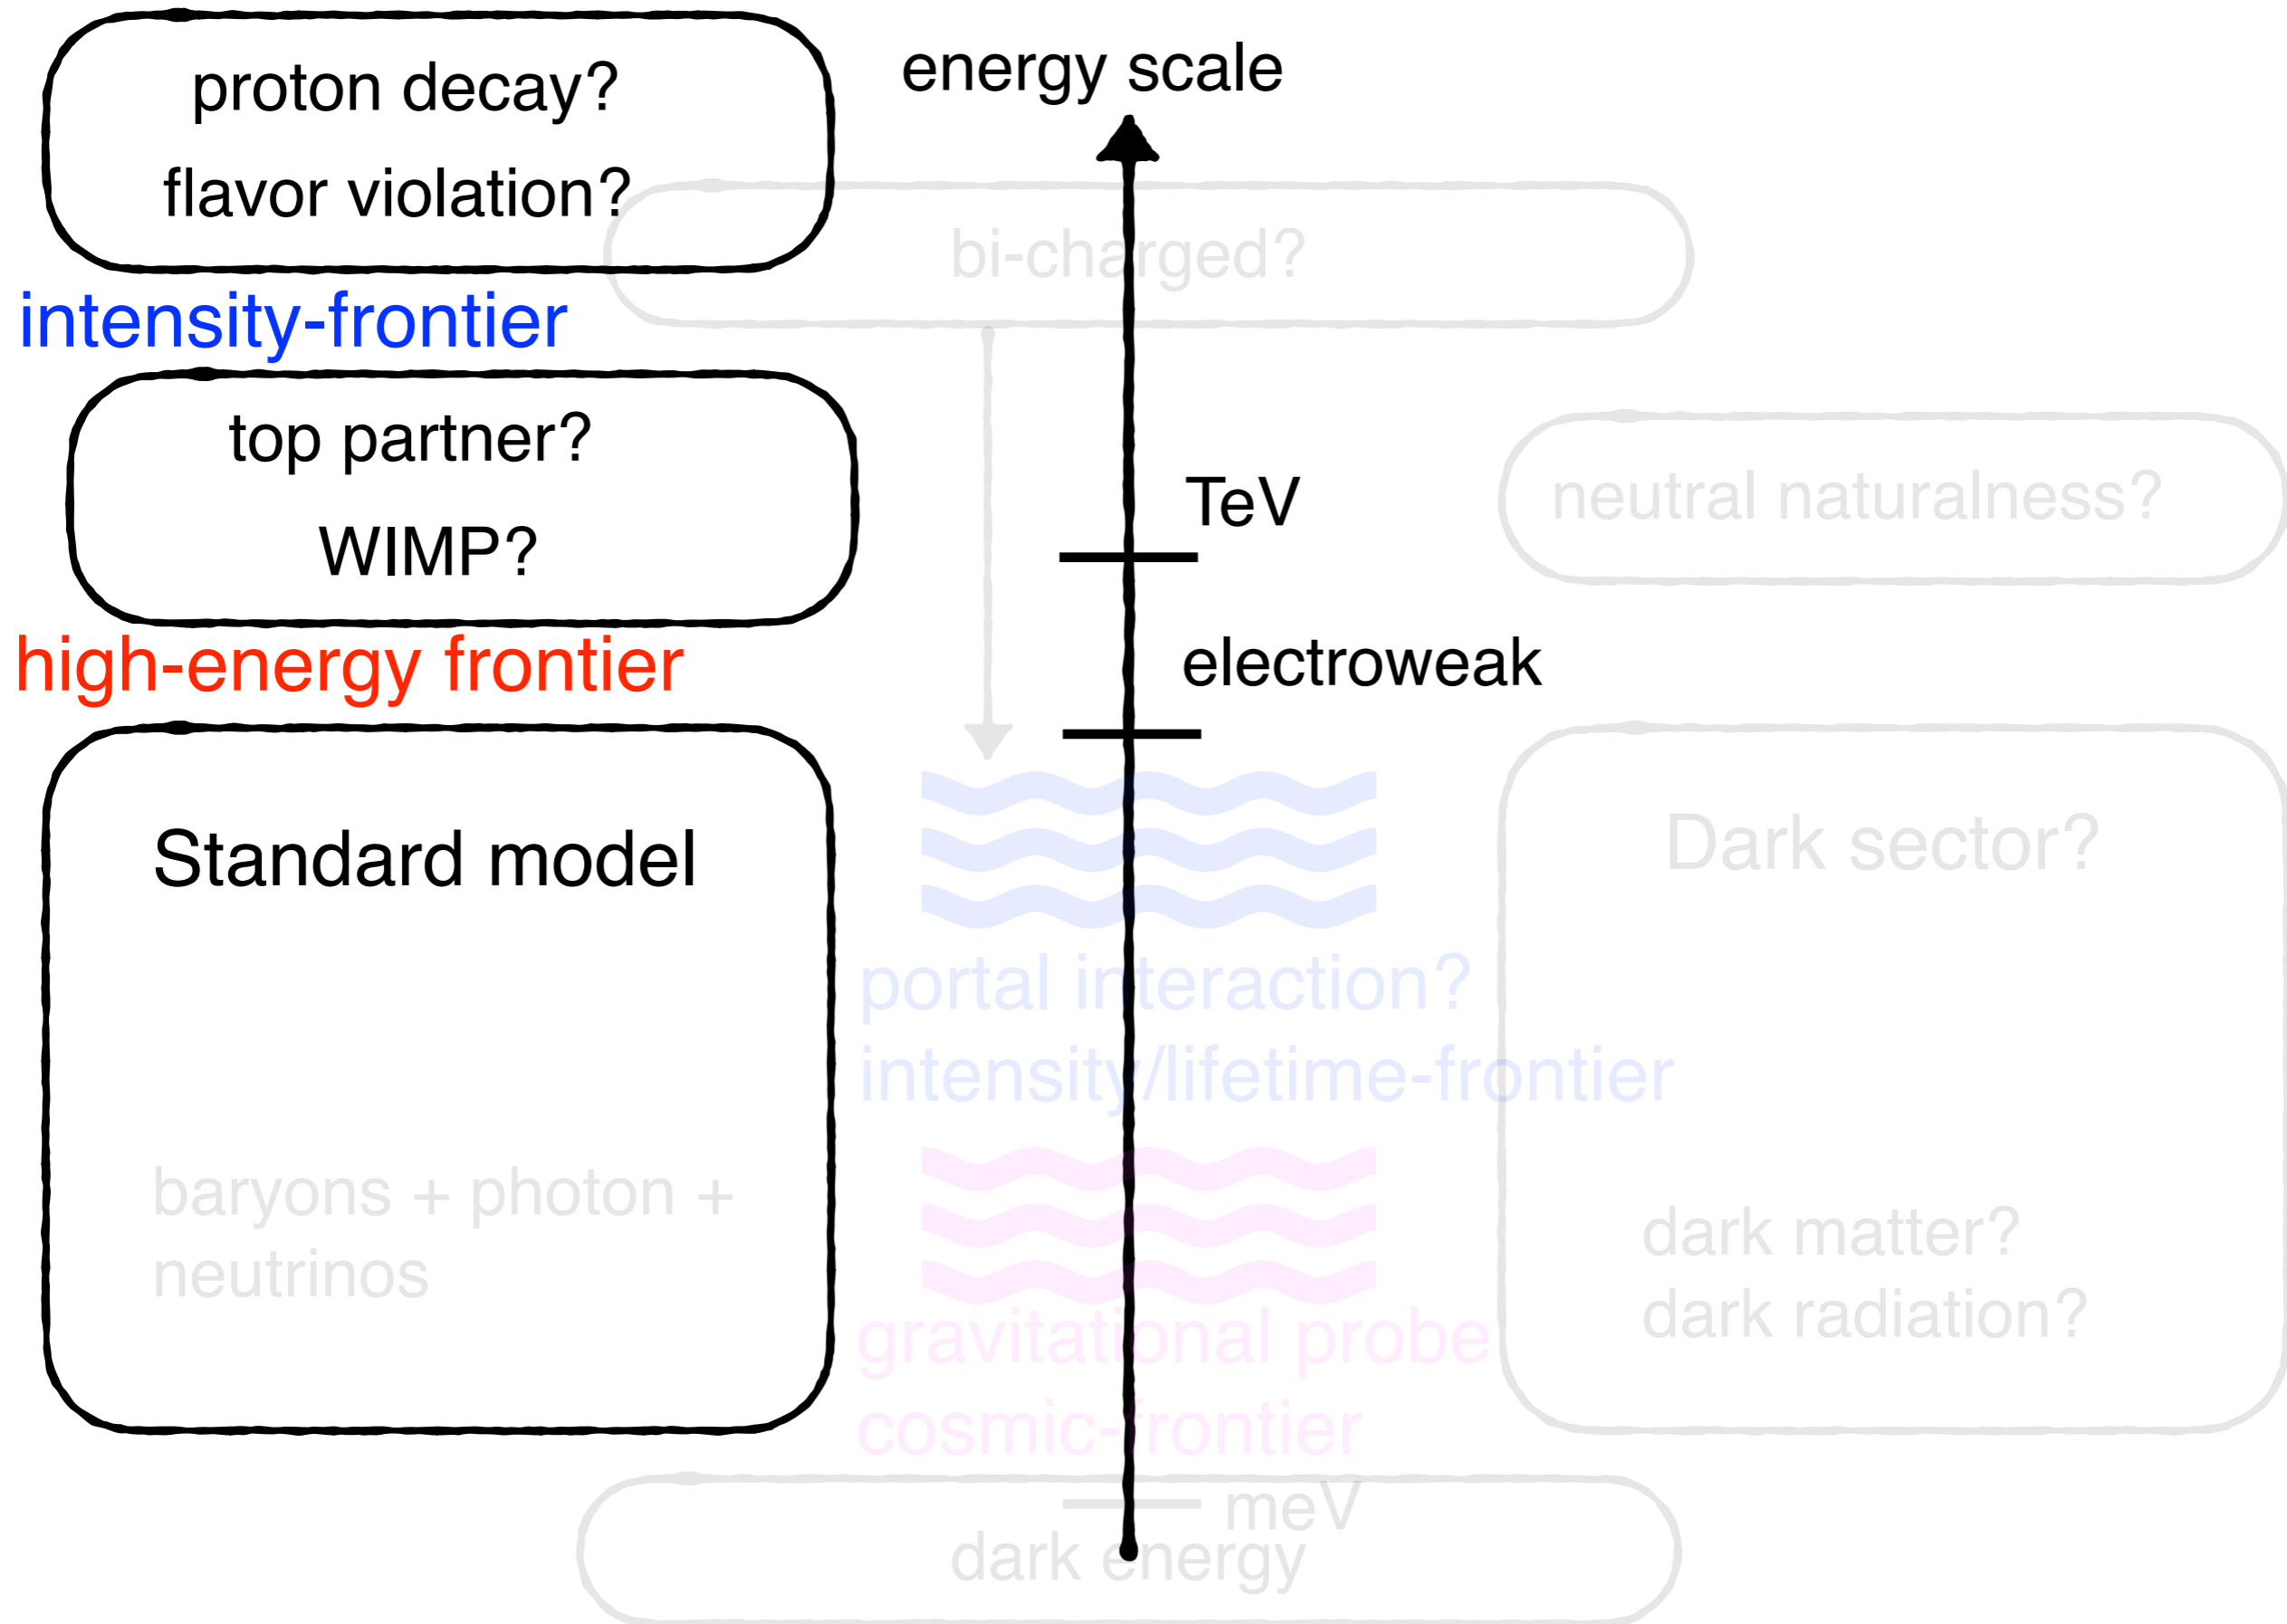 proton decay?
flavor violation?
intensity-frontier
top partner?
WIMP?
high-energy frontier
Standard model
baryons + photon +
neutrinos
energy scale
bi-charged?
TeV
electroweak
portal interaction?
intensity/lifetime-frontier
gravitational probe
cosmic-frontier
meV
dark energy
neutral naturalness?
Dark sector?
dark matter?
dark radiation?